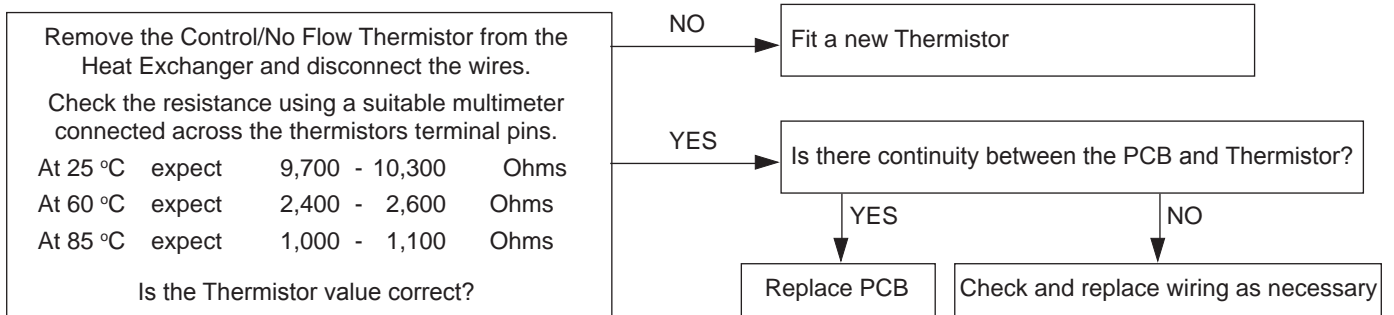 Remove the Control/No Flow Thermistor from the
Heat Exchanger and disconnect the wires.
Check the resistance using a suitable multimeter
connected across the thermistors terminal pins.
At 25 °C expect 9,700 - 10,300 Ohms
At 60 °C expect 2,400 - 2,600 Ohms
At 85 °C expect 1,000 - 1,100 Ohms
Is the Thermistor value correct?
NO
Fit a new Thermistor
YES
Is there continuity between the PCB and Thermistor?
YES
NO
Replace PCB
Check and replace wiring as necessary